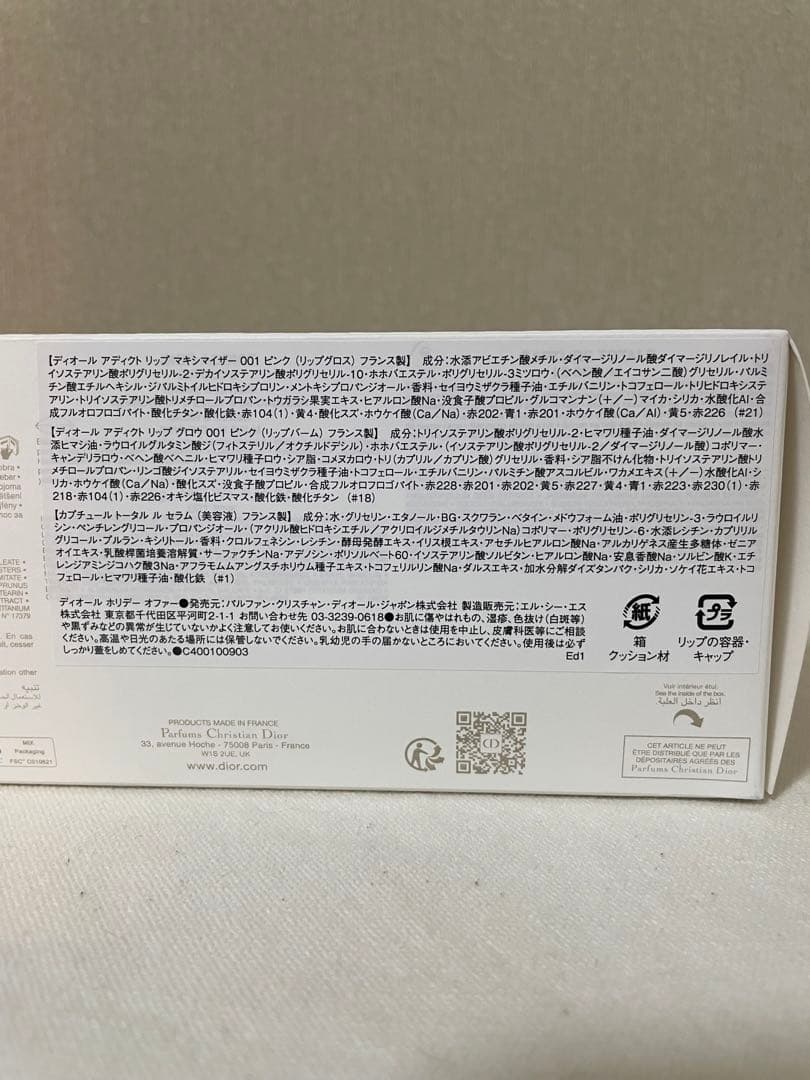 【ディオール アディクト リップ マキシマイザー 001 ピンク (リップグロス) フランス製】 成分:水添アビエチン酸メチル・ダイマージリノール酸ダイマージリノレイル・トリ
イソステアリン酸ポリグリセリル-2・デカイソステアリン酸ポリグリセリル-10・ホホバエステル・ポリグリセリル-3ミツロウ・(ベヘン酸/エイコサン二酸)グリセリル・パルミ
チン酸エチルヘキシル・ジパルミトイルヒドロキシプロリン・メントキシプロパンジオール・香料・セイヨウミザクラ種子油・エチルバニリン・トコフェロール・トリヒドロキシステ
アリン・トリイソステアリン酸トリメチロールプロパン・トウガラシ果実エキス・ヒアルロン酸Na・没食子酸プロピル・グルコマンナン(+/-)マイカ・シリカ・水酸化Al・合
成フルオロフロゴパイト・酸化チタン・酸化鉄・赤104(1)・黄4・酸化スズ・ホウケイ酸(Ca/Na)・赤202・青1・赤201・ホウケイ酸(Ca/Al)・黄5・赤226 (#21)
【ディオール アディクト リップ グロウ 001 ピンク (リップバーム) フランス製】 成分:トリイソステアリン酸ポリグリセリル-2・ヒマワリ種子油・ダイマージリノール酸水
添ヒマシ油・ラウロイルグルタミン酸ジ(フィトステリル/オクチルドデシル)・ホホバエステル・(イソステアリン酸ポリグリセリル-2/ダイマージリノール酸)コポリマー・
キャンデリラロウ・ベヘン酸ベヘニル・ヒマワリ種子ロウ・シア脂・コメヌカロウ・トリ(カプリル/カプリン酸)グリセリル・香料・シア脂不けん化物・トリイソステアリン酸トリ
メチロールプロパン・リンゴ酸ジイソステアリル・セイヨウミザクラ種子油・トコフェロール・エチルバニリン・パルミチン酸アスコルビル・ワカメエキス(+/-)水酸化Al・シ
リカ・ホウケイ酸(Ca/Na)・酸化スズ・没食子酸プロピル・合成フルオロフロゴパイト・赤228・赤201・赤202・黄5・赤227・黄4・青1・赤223・赤230(1)・赤
218・赤104(1)・赤226・オキシ塩化ビスマス・酸化鉄・酸化チタン (#18)
【カプチュール トータル ル セラム (美容液) フランス製】 成分:水・グリセリン・エタノール・BG・スクワラン・ベタイン・メドウフォーム油・ポリグリセリン-3・ラウロイルリ
シン・ペンチレングリコール・プロパンジオール・(アクリル酸ヒドロキシエチル/アクリロイルジメチルタウリンNa)コポリマー・ポリグリセリン-6・水添レシチン・カプリリル
グリコール・プルラン・キシリトール・香料・クロルフェネシン・レシチン・酵母発酵エキス・イリス根エキス・アセチルヒアルロン酸Na・アルカリゲネス産生多糖体・ゼニア
オイエキス・乳酸桿菌培養溶解質・サーファクチンNa・アデノシン・ポリソルベート60・イソステアリン酸ソルビタン・ヒアルロン酸Na・安息香酸Na・ソルビン酸K・エチ
レンジアミンジコハク酸3Na・アフラモムムアングスチホリウム種子エキス・トコフェリルリン酸Na・ダルスエキス・加水分解ダイズタンパク・シリカ・ソケイ花エキス・トコ
フェロール・ヒマワリ種子油・酸化鉄 (#1)
ディオール ホリデー オファー●発売元:パルファン・クリスチャン・ディオール・ジャポン株式会社 製造販売元:エル・シー・エス
株式会社 東京都千代田区平河町2-1-1 お問い合わせ先 03-3239-0618●お肌に傷やはれもの、湿疹、色抜け(白斑等)
や黒ずみなどの異常が生じていないかよく注意してお使いください。お肌に合わないときは使用を中止し、皮膚科医等にご相談
ください。高温や日光のあたる場所には保管しないでください。乳幼児の手の届かないところにおいてください。使用後は必ず
しっかり蓋をしめてください。●C400100903 Ed1
紙
箱
クッション材
プラ
リップの容器・
キャップ
PRODUCTS MADE IN FRANCE
Parfums Christian Dior
33, avenue Hoche - 75008 Paris - France
W1S 2UE, UK
www.dior.com
CD
Voir intérieur étui.
See the inside of the box.
أنظر داخل العلبة.
CET ARTICLE NE PEUT
ÊTRE DISTRIBUÉ QUE PAR LES
DÉPOSITAIRES AGRÉÉS DES
Parfums Christian Dior
TITANIUM
N° 17379
. En cas
uil, cesser
ation other
تنبيه
MIX
Packaging
FSC® C019621